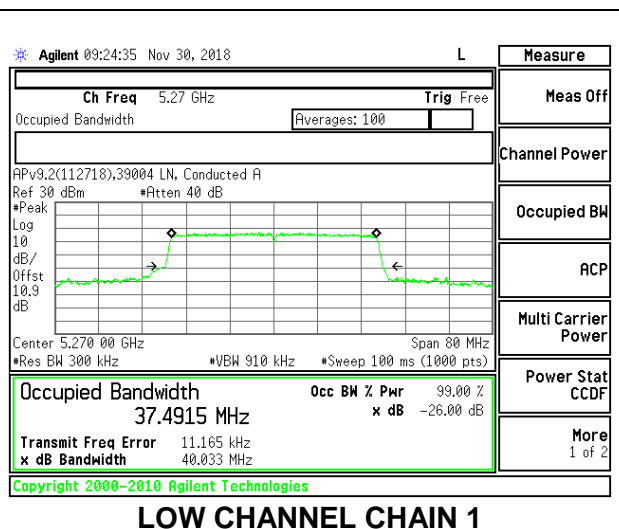 Agilent 09:24:35 Nov 30, 2018 L Measure
Ch Freq 5.27 GHz Trig Free
Meas Off
Occupied Bandwidth Averages: 100
Channel Power
APv9.2(112718),39004 LN, Conducted A
Ref 30 dBm #Atten 40 dB
#Peak
Log
10
dB/
Offst
10.9
dB
Occupied BW
ACP
Multi Carrier
Power
Center 5.270 00 GHz Span 80 MHz
#Res BW 300 kHz #VBW 910 kHz #Sweep 100 ms (1000 pts)
Power Stat
CCDF
Occupied Bandwidth Occ BW % Pwr 99.00 %
37.4915 MHz x dB -26.00 dB
Transmit Freq Error 11.165 kHz
x dB Bandwidth 40.033 MHz
More
1 of 2
Copyright 2000-2010 Agilent Technologies
LOW CHANNEL CHAIN 1